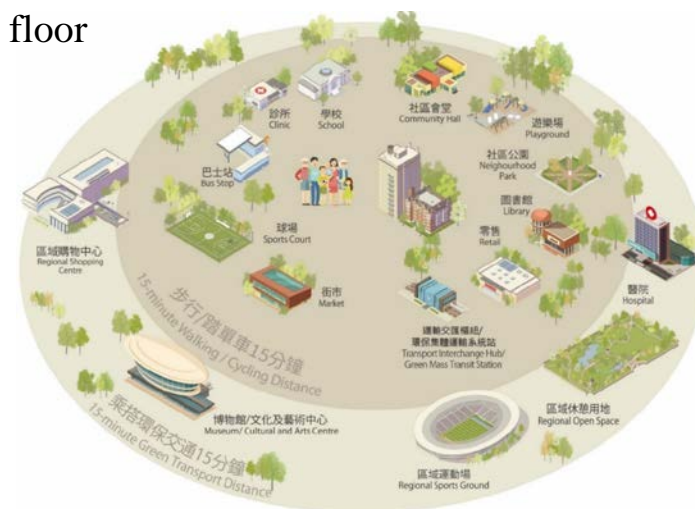 floor
診所
Clinic
學校
School
社區會堂
Community Hall
遊樂場
Playground
巴士站
Bus Stop
社區公園
Neighourhood
Park
圖書館
Library
球場
Sports Court
零售
Retail
區域購物中心
Regional Shopping
Centre
街市
Market
醫院
Hospital
運輸交匯樞紐/
環保集體運輸系統站
Transport Interchange Hub/
Green Mass Transit Station
步行/踏單車15分鐘
15-minute Walking / Cycling Distance
博物館/文化及藝術中心
Museum/ Cultural and Arts Centre
區域休憩用地
Regional Open Space
區域運動場
Regional Sports Ground
乘搭環保交通15分鐘
15-minute Green Transport Distance